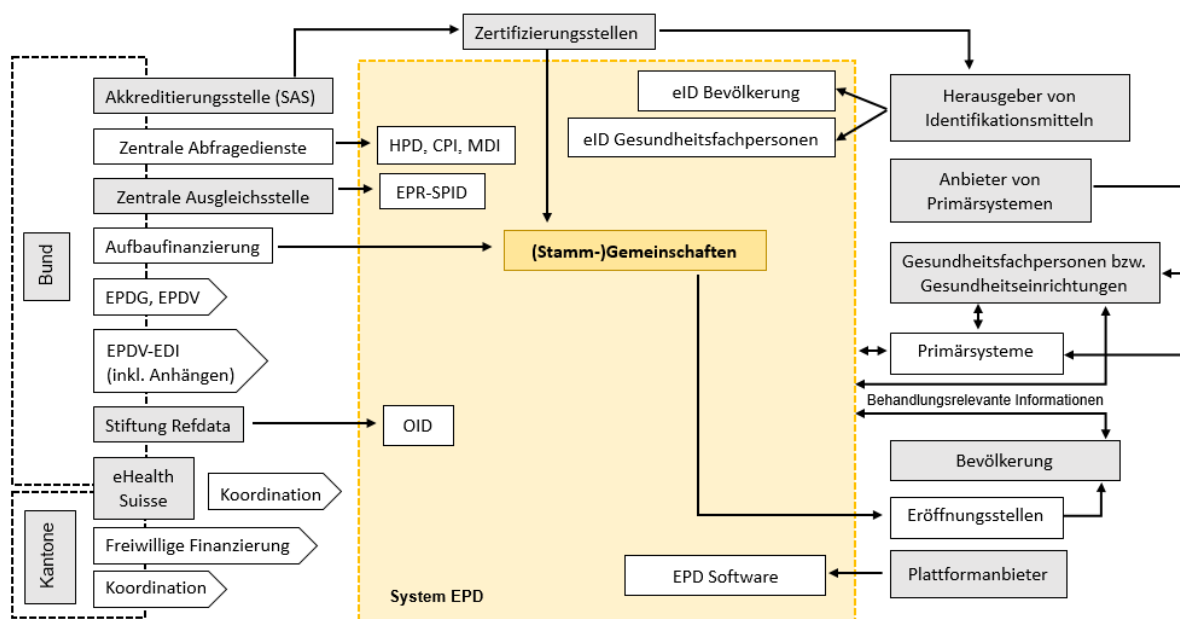 Zertifizierungsstellen
Bund
Akkreditierungsstelle (SAS)
Zentrale Abfragedienste
Zentrale Ausgleichsstelle
Aufbaufinanzierung
EPDG, EPDV
EPDV-EDI
(inkl. Anhängen)
Stiftung Refdata
eHealth
Suisse
Koordination
Kantone
Freiwillige Finanzierung
Koordination
eID Bevölkerung
eID Gesundheitsfachpersonen
HPD, CPI, MDI
EPR-SPID
(Stamm-)Gemeinschaften
OID
EPD Software
System EPD
Herausgeber von
Identifikationsmitteln
Anbieter von
Primärsystemen
Gesundheitsfachpersonen bzw.
Gesundheitseinrichtungen
Primärsysteme
Behandlungsrelevante Informationen
Bevölkerung
Eröffnungsstellen
Plattformanbieter